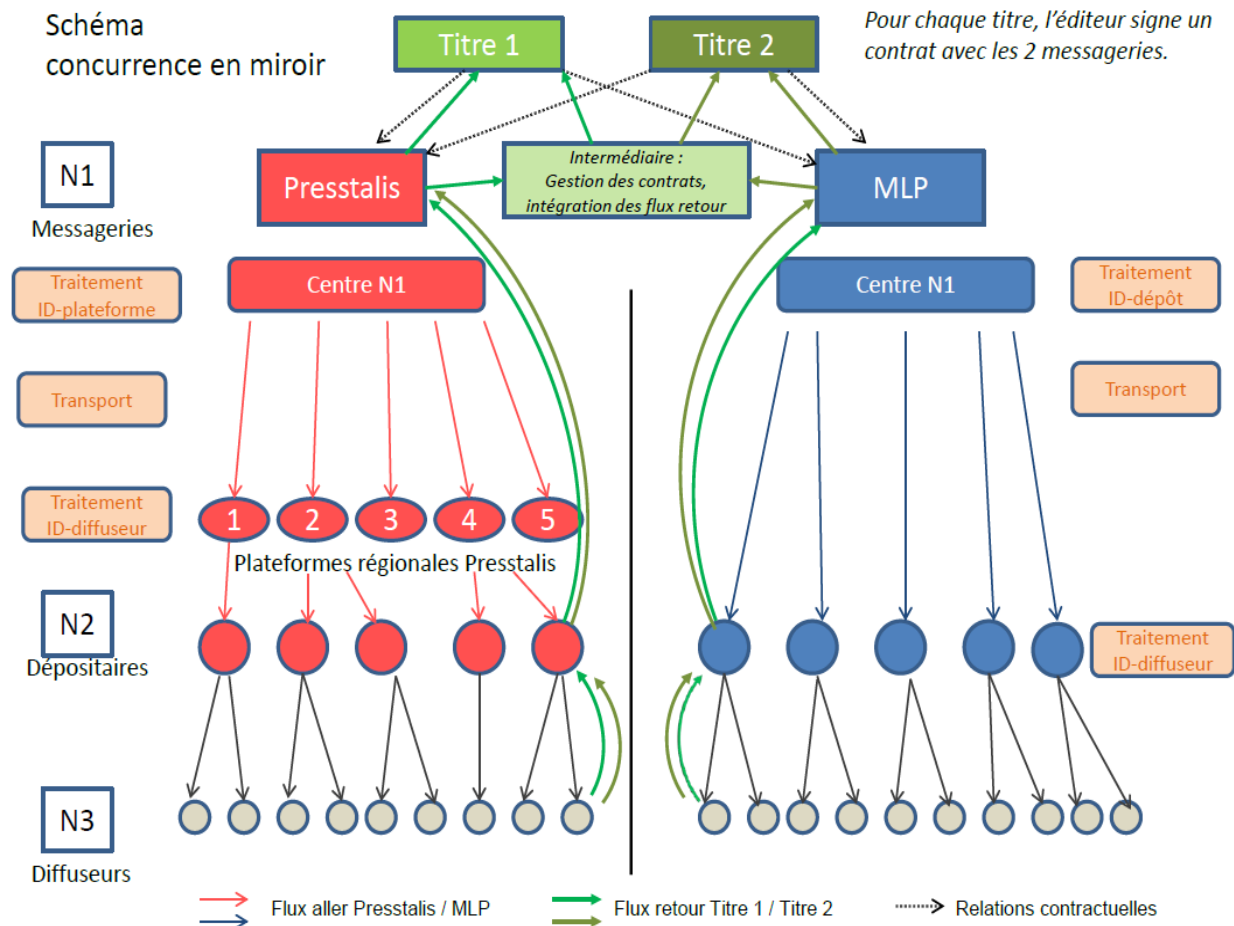 Schéma
concurrence en miroir
Titre 1
Titre 2
Pour chaque titre, l'éditeur signe un
contrat avec les 2 messageries.
N1
Messageries
Presstalis
Intermédiaire :
Gestion des contrats,
intégration des flux retour
MLP
Traitement
ID-plateforme
Centre N1
Centre N1
Traitement
ID-dépôt
Transport
Transport
Traitement
ID-diffuseur
1
2
3
4
5
Plateformes régionales Presstalis
N2
Dépositaires
Traitement
ID-diffuseur
N3
Diffuseurs
Flux aller Presstalis / MLP
Flux retour Titre 1 / Titre 2
Relations contractuelles